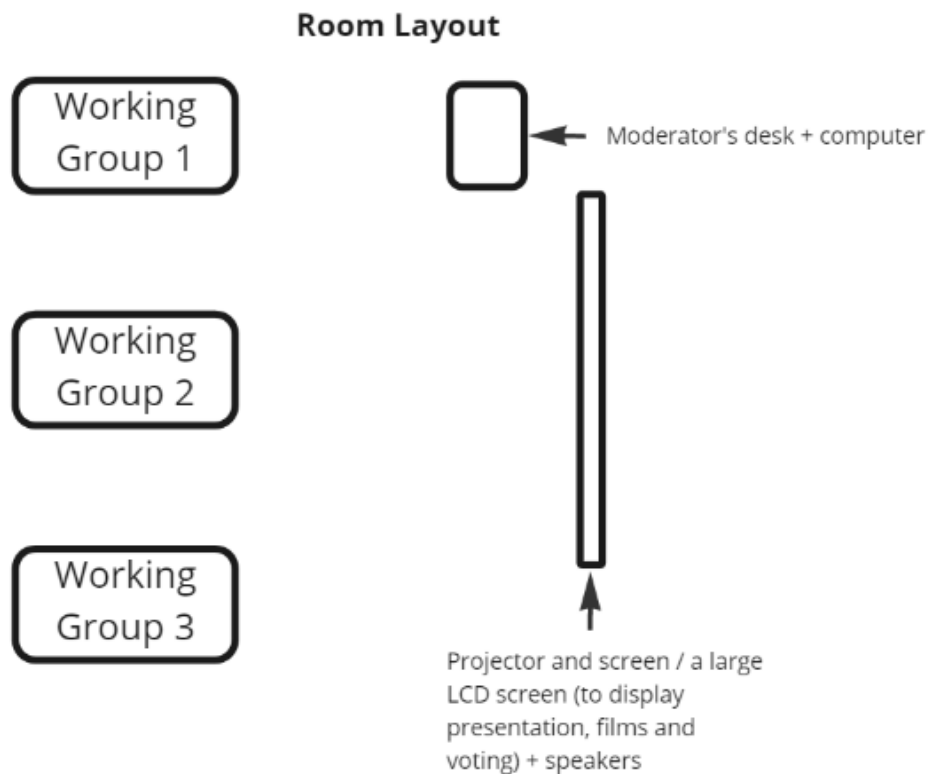 Room Layout
Working
Group 1
Moderator's desk + computer
Working
Group 2
Working
Group 3
Projector and screen / a large
LCD screen (to display
presentation, films and
voting) + speakers